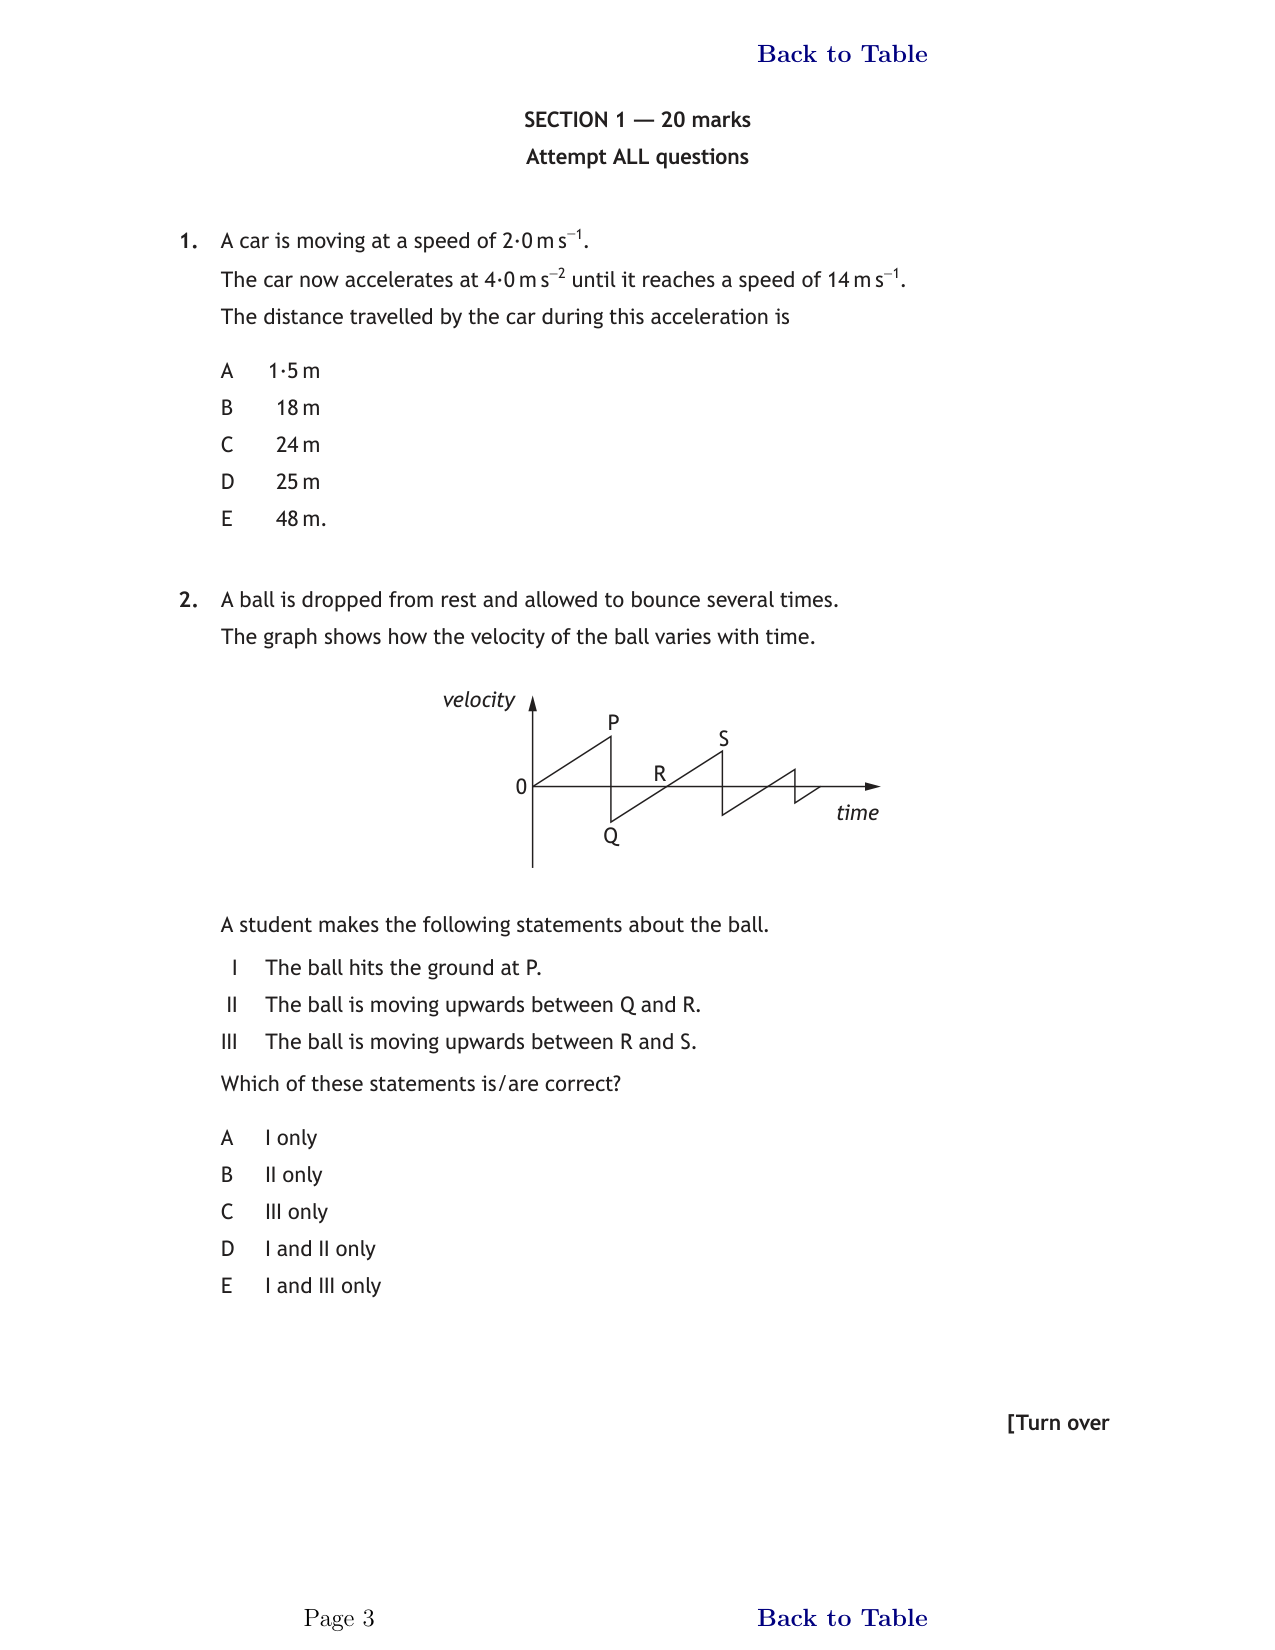 Back to Table
SECTION 1 — 20 marks
Attempt ALL questions
1. A car is moving at a speed of 2·0 m s⁻¹.
The car now accelerates at 4·0 m s⁻² until it reaches a speed of 14 m s⁻¹.
The distance travelled by the car during this acceleration is
A 1·5 m
B 18 m
C 24 m
D 25 m
E 48 m.
2. A ball is dropped from rest and allowed to bounce several times.
The graph shows how the velocity of the ball varies with time.
velocity
P
S
R
0
time
Q
A student makes the following statements about the ball.
I The ball hits the ground at P.
II The ball is moving upwards between Q and R.
III The ball is moving upwards between R and S.
Which of these statements is/are correct?
A I only
B II only
C III only
D I and II only
E I and III only
[Turn over
Page 3
Back to Table